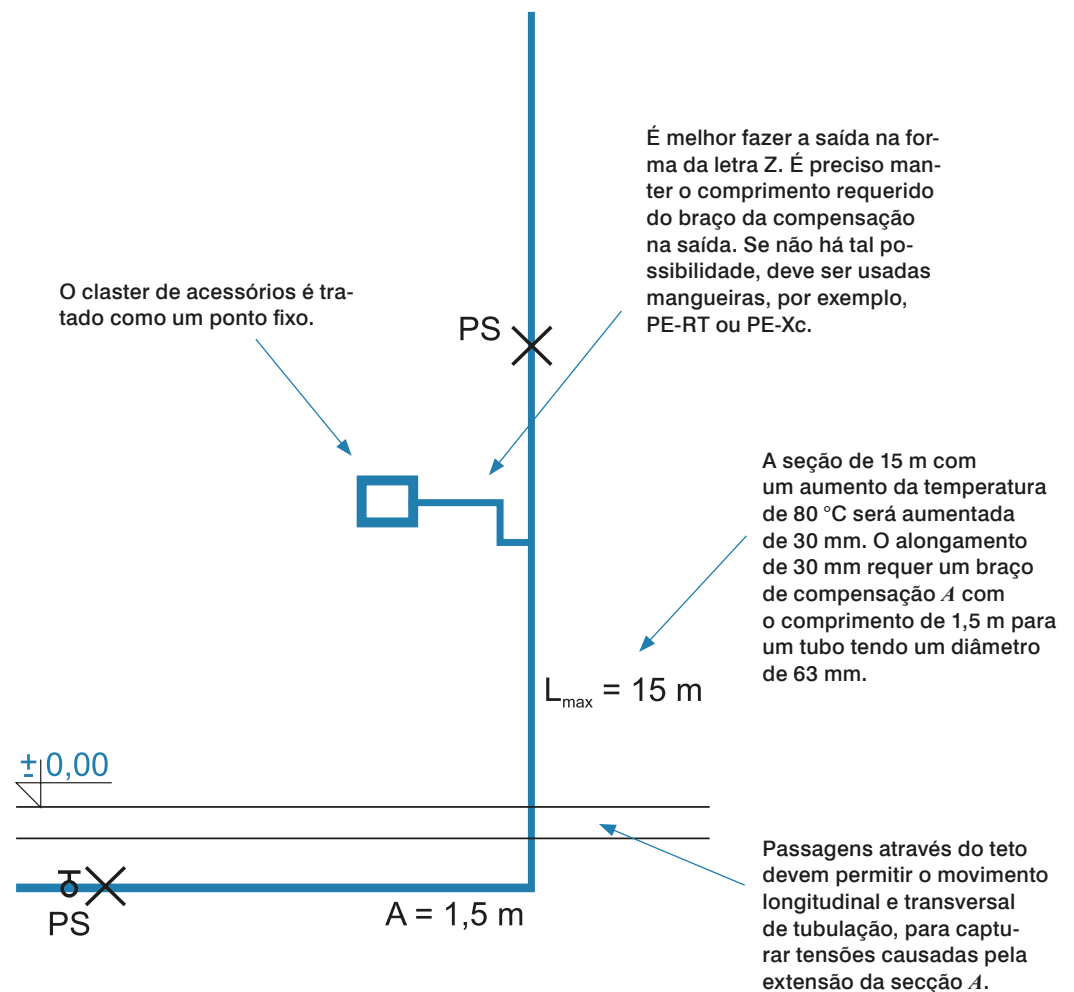 É melhor fazer a saída na for-
ma da letra Z. É preciso man-
ter o comprimento requerido
do braço da compensação
na saída. Se não há tal po-
ssibilidade, deve ser usadas
mangueiras, por exemplo,
PE-RT ou PE-Xc.
O claster de acessórios é tra-
tado como um ponto fixo.
PS
A seção de 15 m com
um aumento da temperatura
de 80 °C será aumentada
de 30 mm. O alongamento
de 30 mm requer um braço
de compensação A com
o comprimento de 1,5 m para
um tubo tendo um diâmetro
de 63 mm.
Lmax = 15 m
±0,00
Passagens através do teto
devem permitir o movimento
longitudinal e transversal
de tubulação, para captu-
rar tensões causadas pela
extensão da secção A.
PS
A = 1,5 m